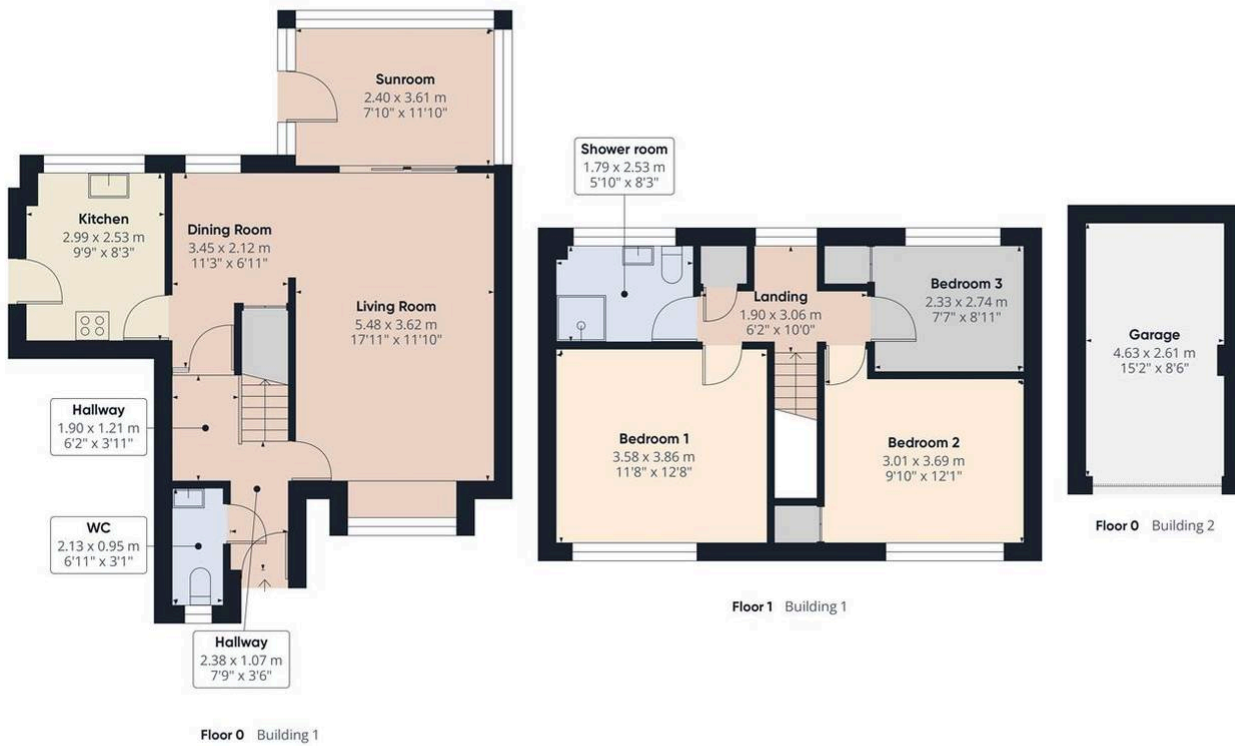 Sunroom
2.40 x 3.61 m
7'10" x 11'10"
Kitchen
2.99 x 2.53 m
9'9" x 8'3"
Dining Room
3.45 x 2.12 m
11'3" x 6'11"
Living Room
5.48 x 3.62 m
17'11" x 11'10"
Hallway
1.90 x 1.21 m
6'2" x 3'11"
WC
2.13 x 0.95 m
6'11" x 3'1"
Hallway
2.38 x 1.07 m
7'9" x 3'6"
Floor 0 Building 1
Shower room
1.79 x 2.53 m
5'10" x 8'3"
Landing
1.90 x 3.06 m
6'2" x 10'0"
Bedroom 3
2.33 x 2.74 m
7'7" x 8'11"
Bedroom 1
3.58 x 3.86 m
11'8" x 12'8"
Bedroom 2
3.01 x 3.69 m
9'10" x 12'1"
Floor 1 Building 1
Garage
4.63 x 2.61 m
15'2" x 8'6"
Floor 0 Building 2